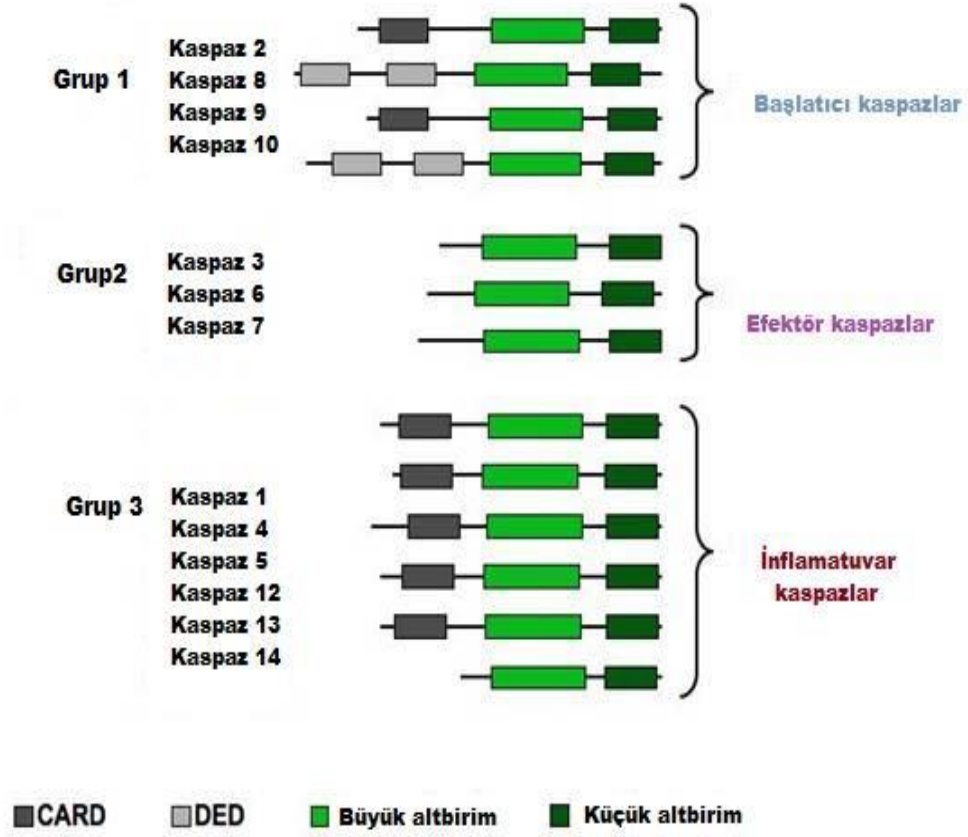 Grup 1
Kaspaz 2
Kaspaz 8
Kaspaz 9
Kaspaz 10
Başlatıcı kaspazlar
Grup2
Kaspaz 3
Kaspaz 6
Kaspaz 7
Efektör kaspazlar
Grup 3
Kaspaz 1
Kaspaz 4
Kaspaz 5
Kaspaz 12
Kaspaz 13
Kaspaz 14
İnflamatuvar
kaspazlar
CARD DED Büyük altbirim Küçük altbirim